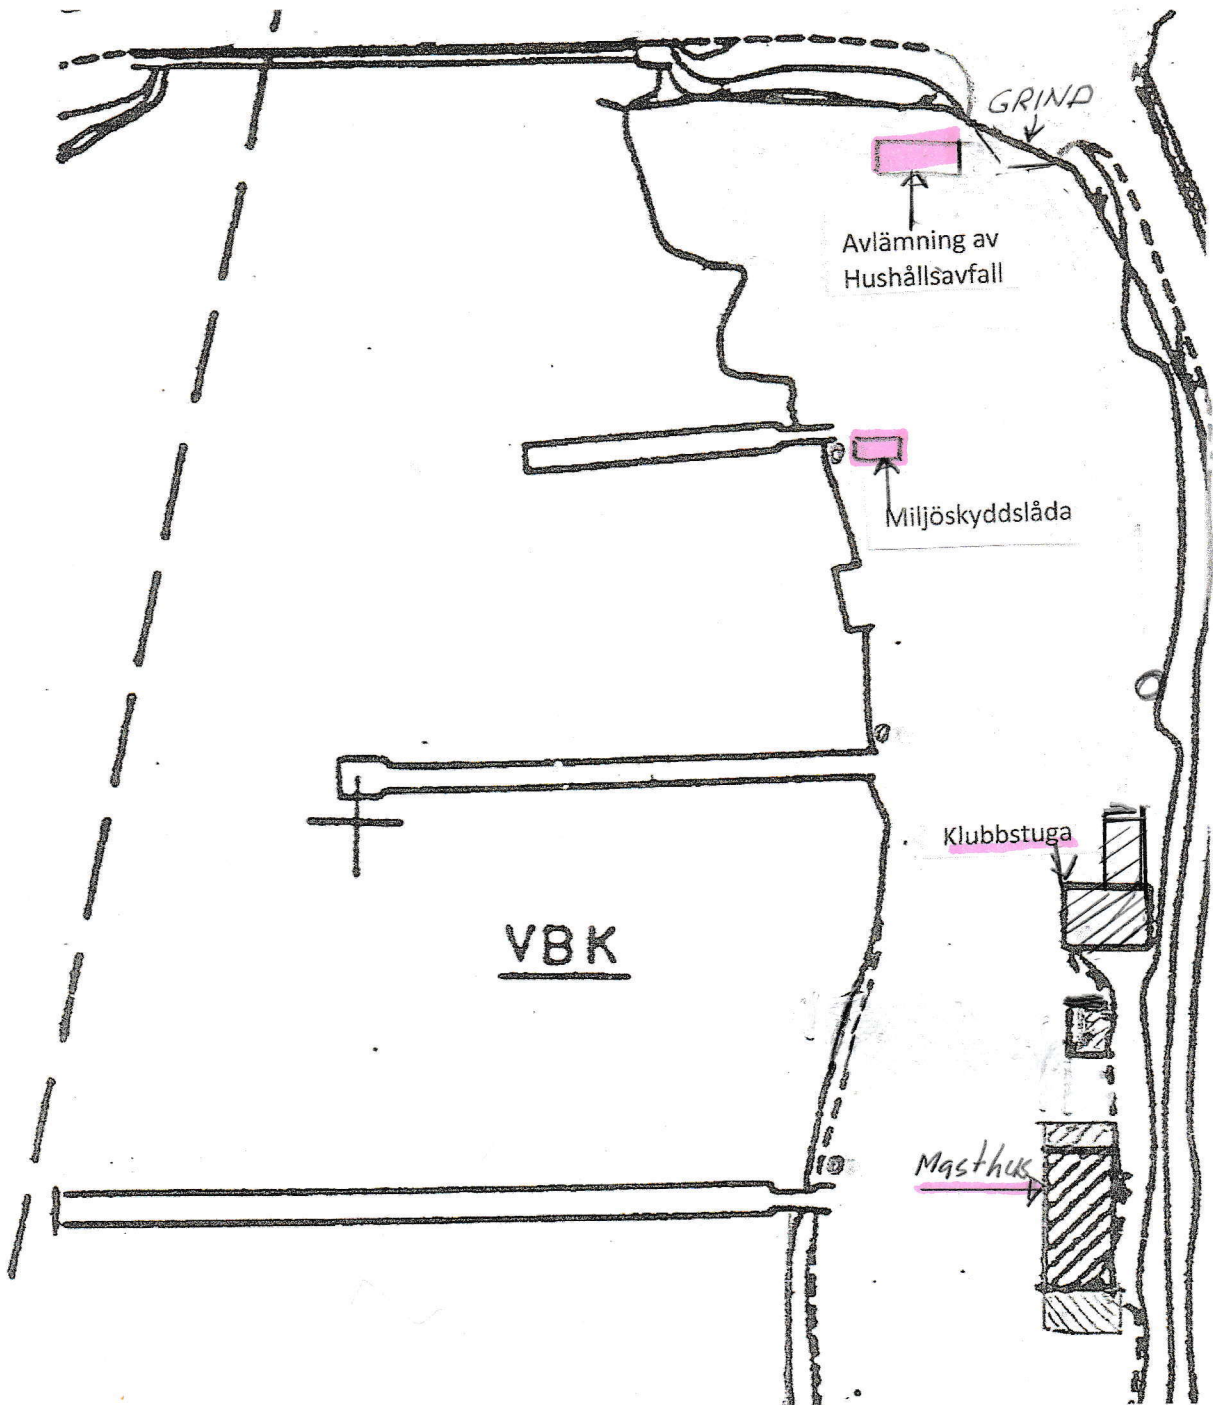 GRIND
Avlämning av
Hushållsavfall
Miljöskyddslåda
Klubbstuga
VBK
Masthus